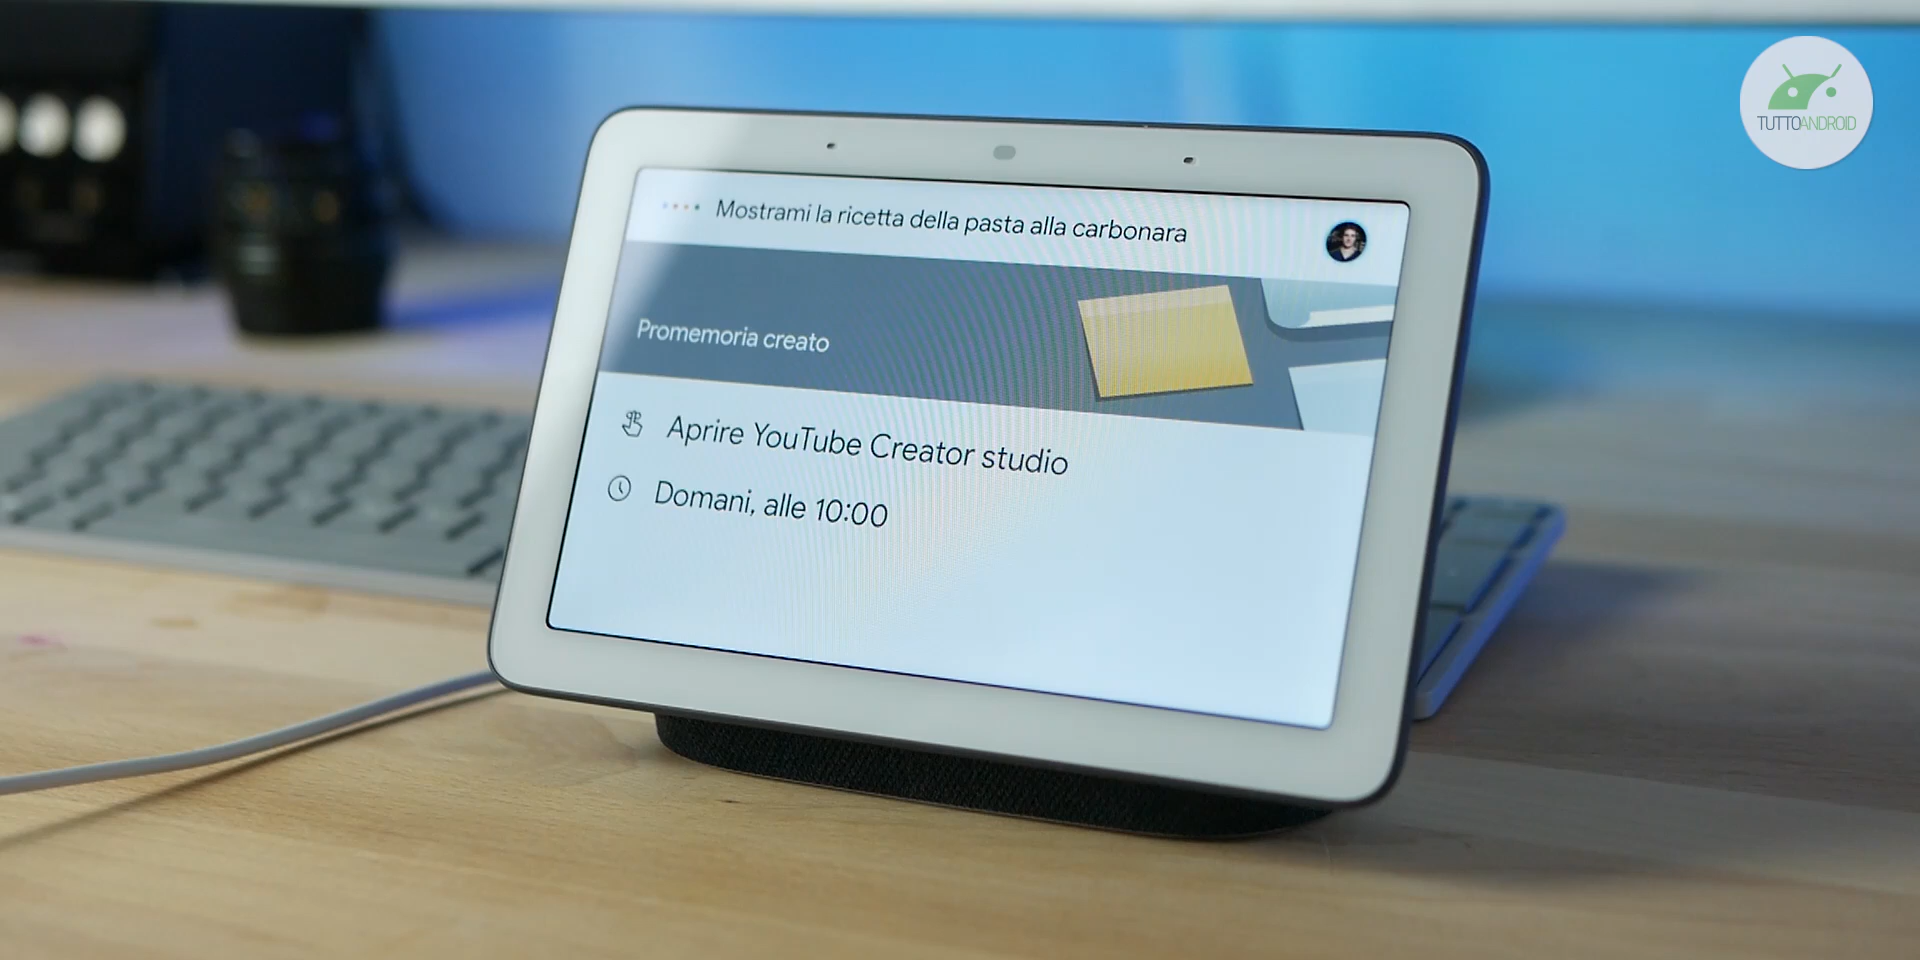 TUTTOANDROID
Mostrami la ricetta della pasta alla carbonara
Promemoria creato
Aprire YouTube Creator studio
Domani, alle 10:00